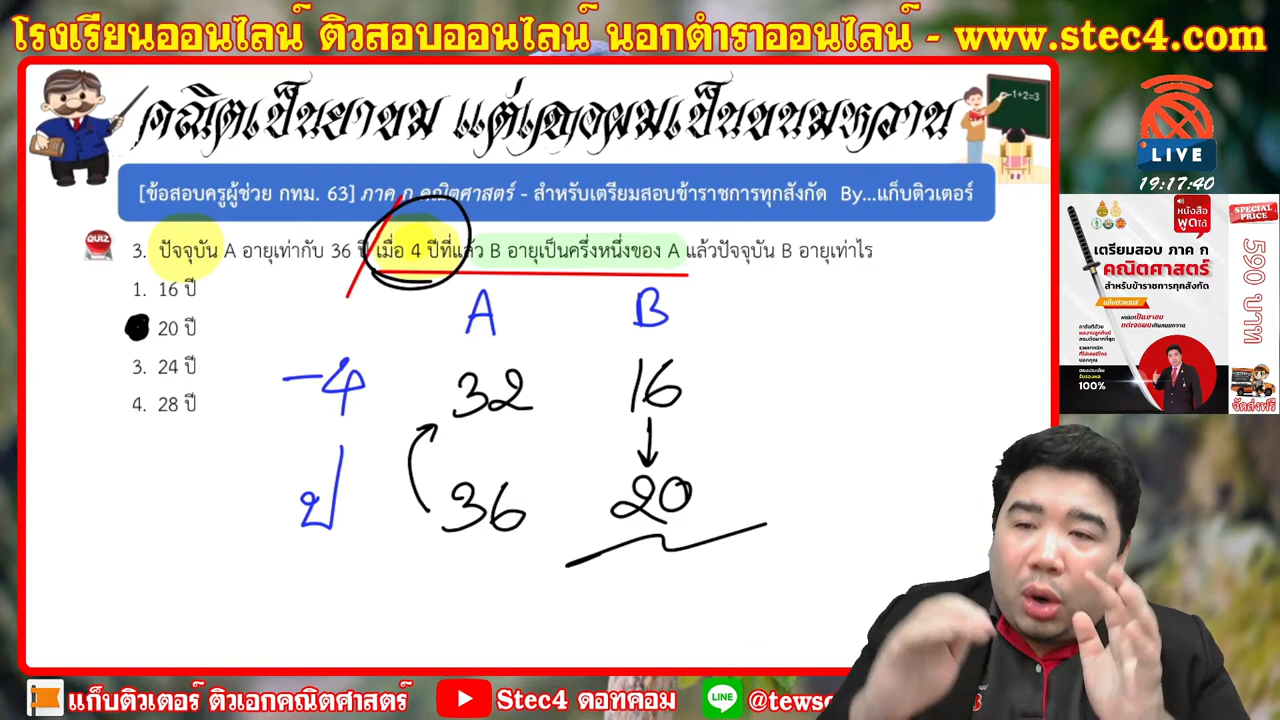 โรงเรียนออนไลน์ ติวสอบออนไลน์ นอกตำราออนไลน์ - www.stec4.com
คณิตเป็นยาขม แต่เจอผมเป็นขนมหวาน
-1+2=3
LIVE
19:17:40
[ข้อสอบครูผู้ช่วย กทม. 63] ภาค ก คณิตศาสตร์ - สำหรับเตรียมสอบข้าราชการทุกสังกัด By...แก็บติวเตอร์
QUIZ
3. ปัจจุบัน A อายุเท่ากับ 36 ปี เมื่อ 4 ปีที่แล้ว B อายุเป็นครึ่งหนึ่งของ A แล้วปัจจุบัน B อายุเท่าไร
1. 16 ปี
20 ปี
3. 24 ปี
4. 28 ปี
A B
-4 32 16
ป 36 20
หนังสือ
พูดได้
SPECIAL
PRICE
เตรียมสอบ ภาค ก
คณิตศาสตร์
สำหรับข้าราชการทุกสังกัด
แก็บติวเตอร์
100%
590 บาท
จัดส่งฟรี
แก็บติวเตอร์ ติวเอกคณิตศาสตร์
Stec4 ดอทคอม
LINE
@tewsc